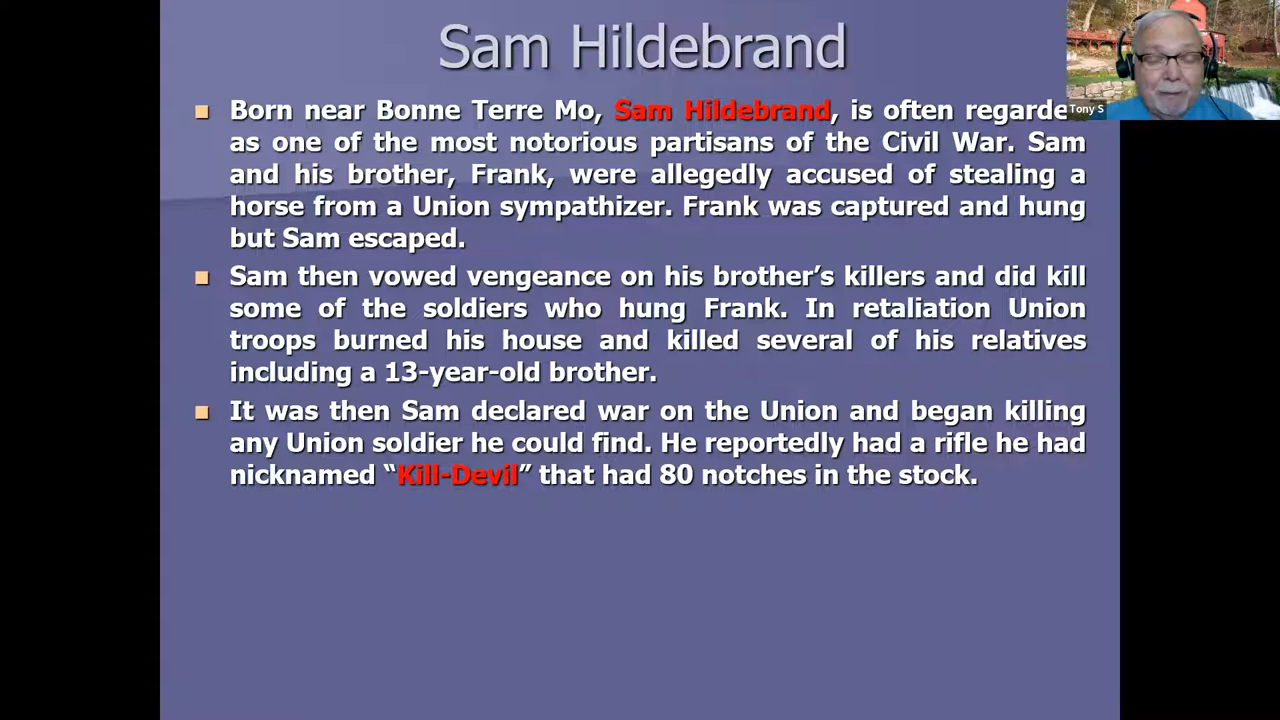 Sam Hildebrand
Tony S
Born near Bonne Terre Mo, Sam Hildebrand, is often regarde
as one of the most notorious partisans of the Civil War. Sam
and his brother, Frank, were allegedly accused of stealing a
horse from a Union sympathizer. Frank was captured and hung
but Sam escaped.
Sam then vowed vengeance on his brother’s killers and did kill
some of the soldiers who hung Frank. In retaliation Union
troops burned his house and killed several of his relatives
including a 13-year-old brother.
It was then Sam declared war on the Union and began killing
any Union soldier he could find. He reportedly had a rifle he had
nicknamed “Kill-Devil” that had 80 notches in the stock.